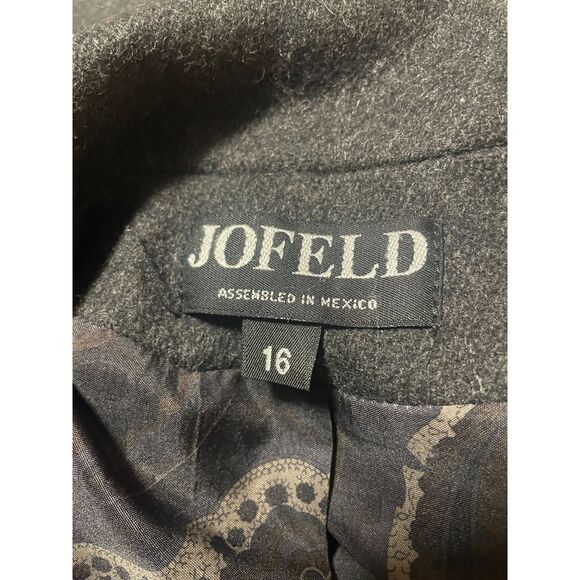 JOFELD
ASSEMBLED IN MEXICO
16